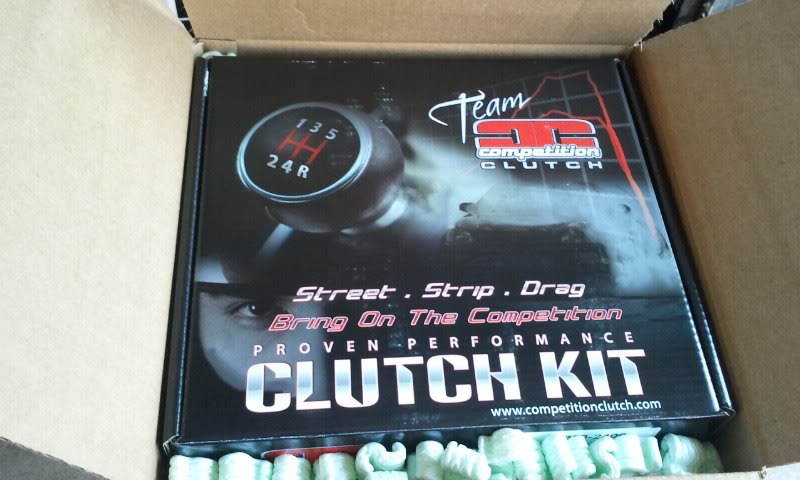 Team
CC
competition
CLUTCH
1 3 5
2 4 R
Street . Strip . Drag
Bring On The Competition
PROVEN PERFORMANCE
CLUTCH KIT
www.competitionclutch.com